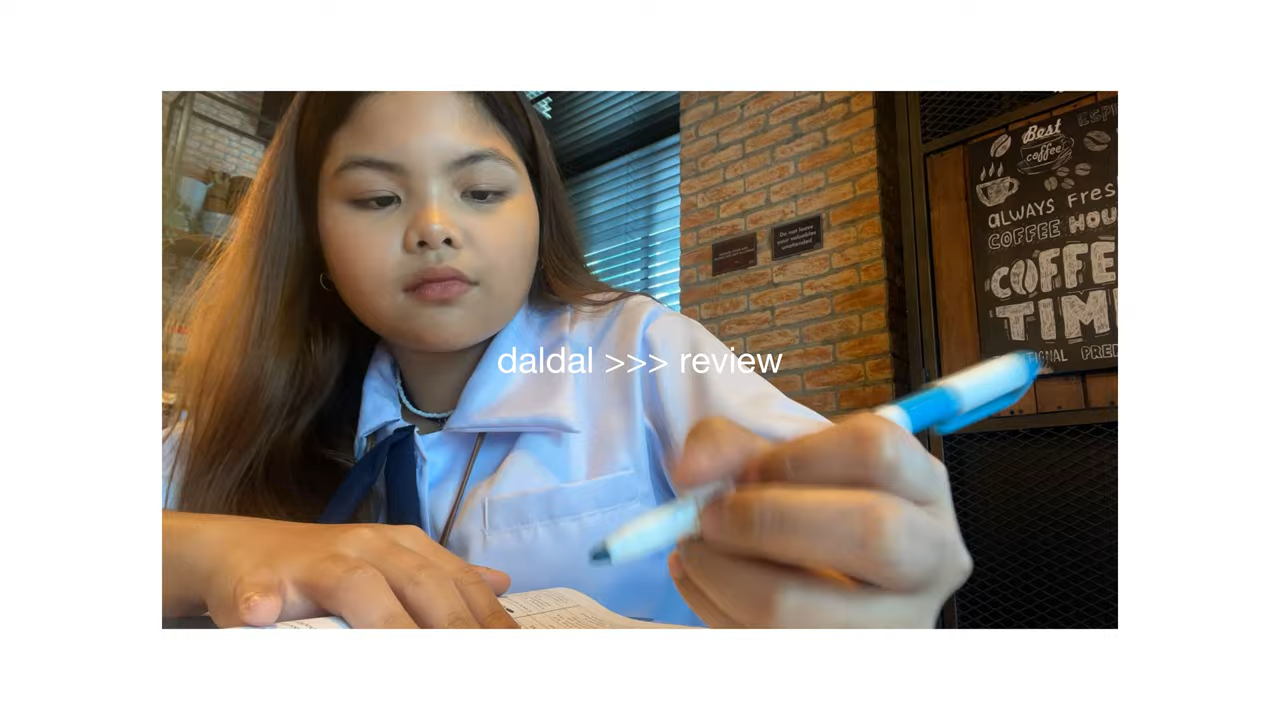 daldal >>> review
Do not leave
your valuables
unattended
Best
coffee
ALWAYS FRES
COFFEE HOU
COFFE
TIM